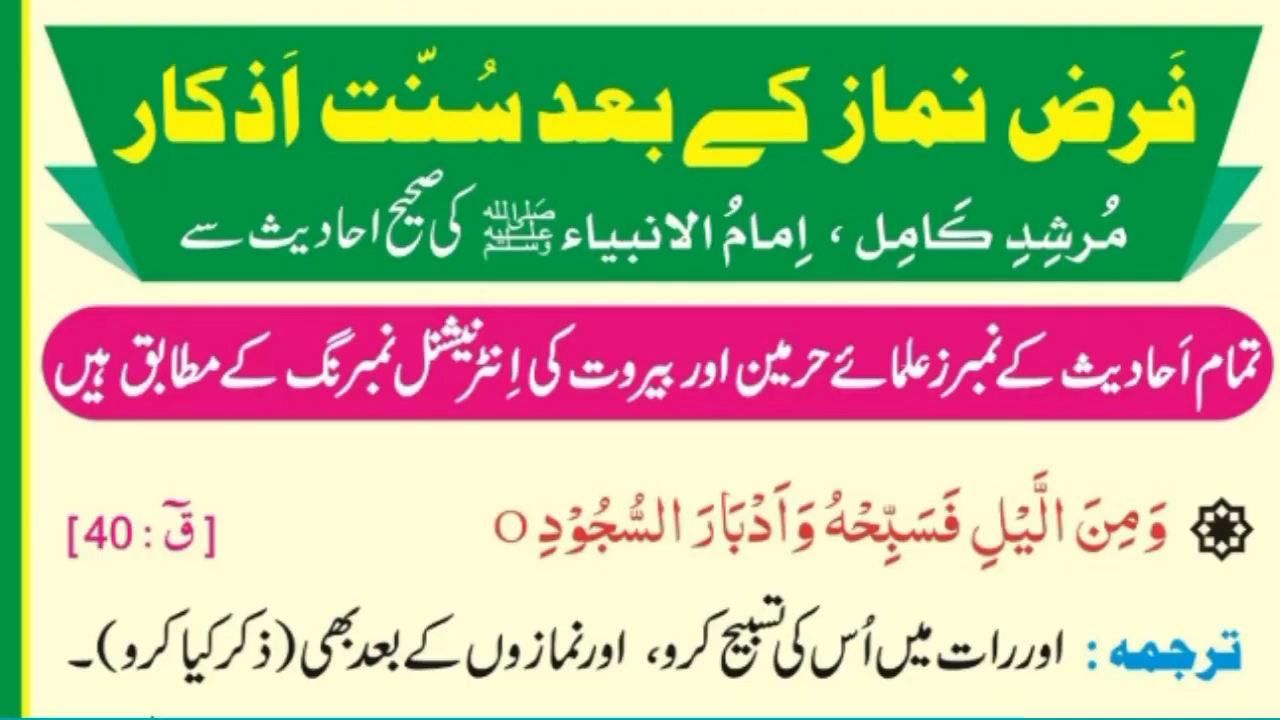 فَرض نماز کے بعد سُنّت اَذکار
مُرشِدِ کَامِل ، اِمامُ الانبیاء ﷺ کی صحیح احادیث سے
تمام اَحادیث کے نمبرز علمائے حرمین اور بیروت کی اِنٹرنیشنل نمبرنگ کے مطابق ہیں
وَمِنَ الَّيْلِ فَسَبِّحْهُ وَاَدْبَارَ السُّجُوْدِ O [قٓ : 40]
ترجمہ : اور رات میں اُس کی تسبیح کرو، اور نمازوں کے بعد بھی (ذکر کیا کرو)۔